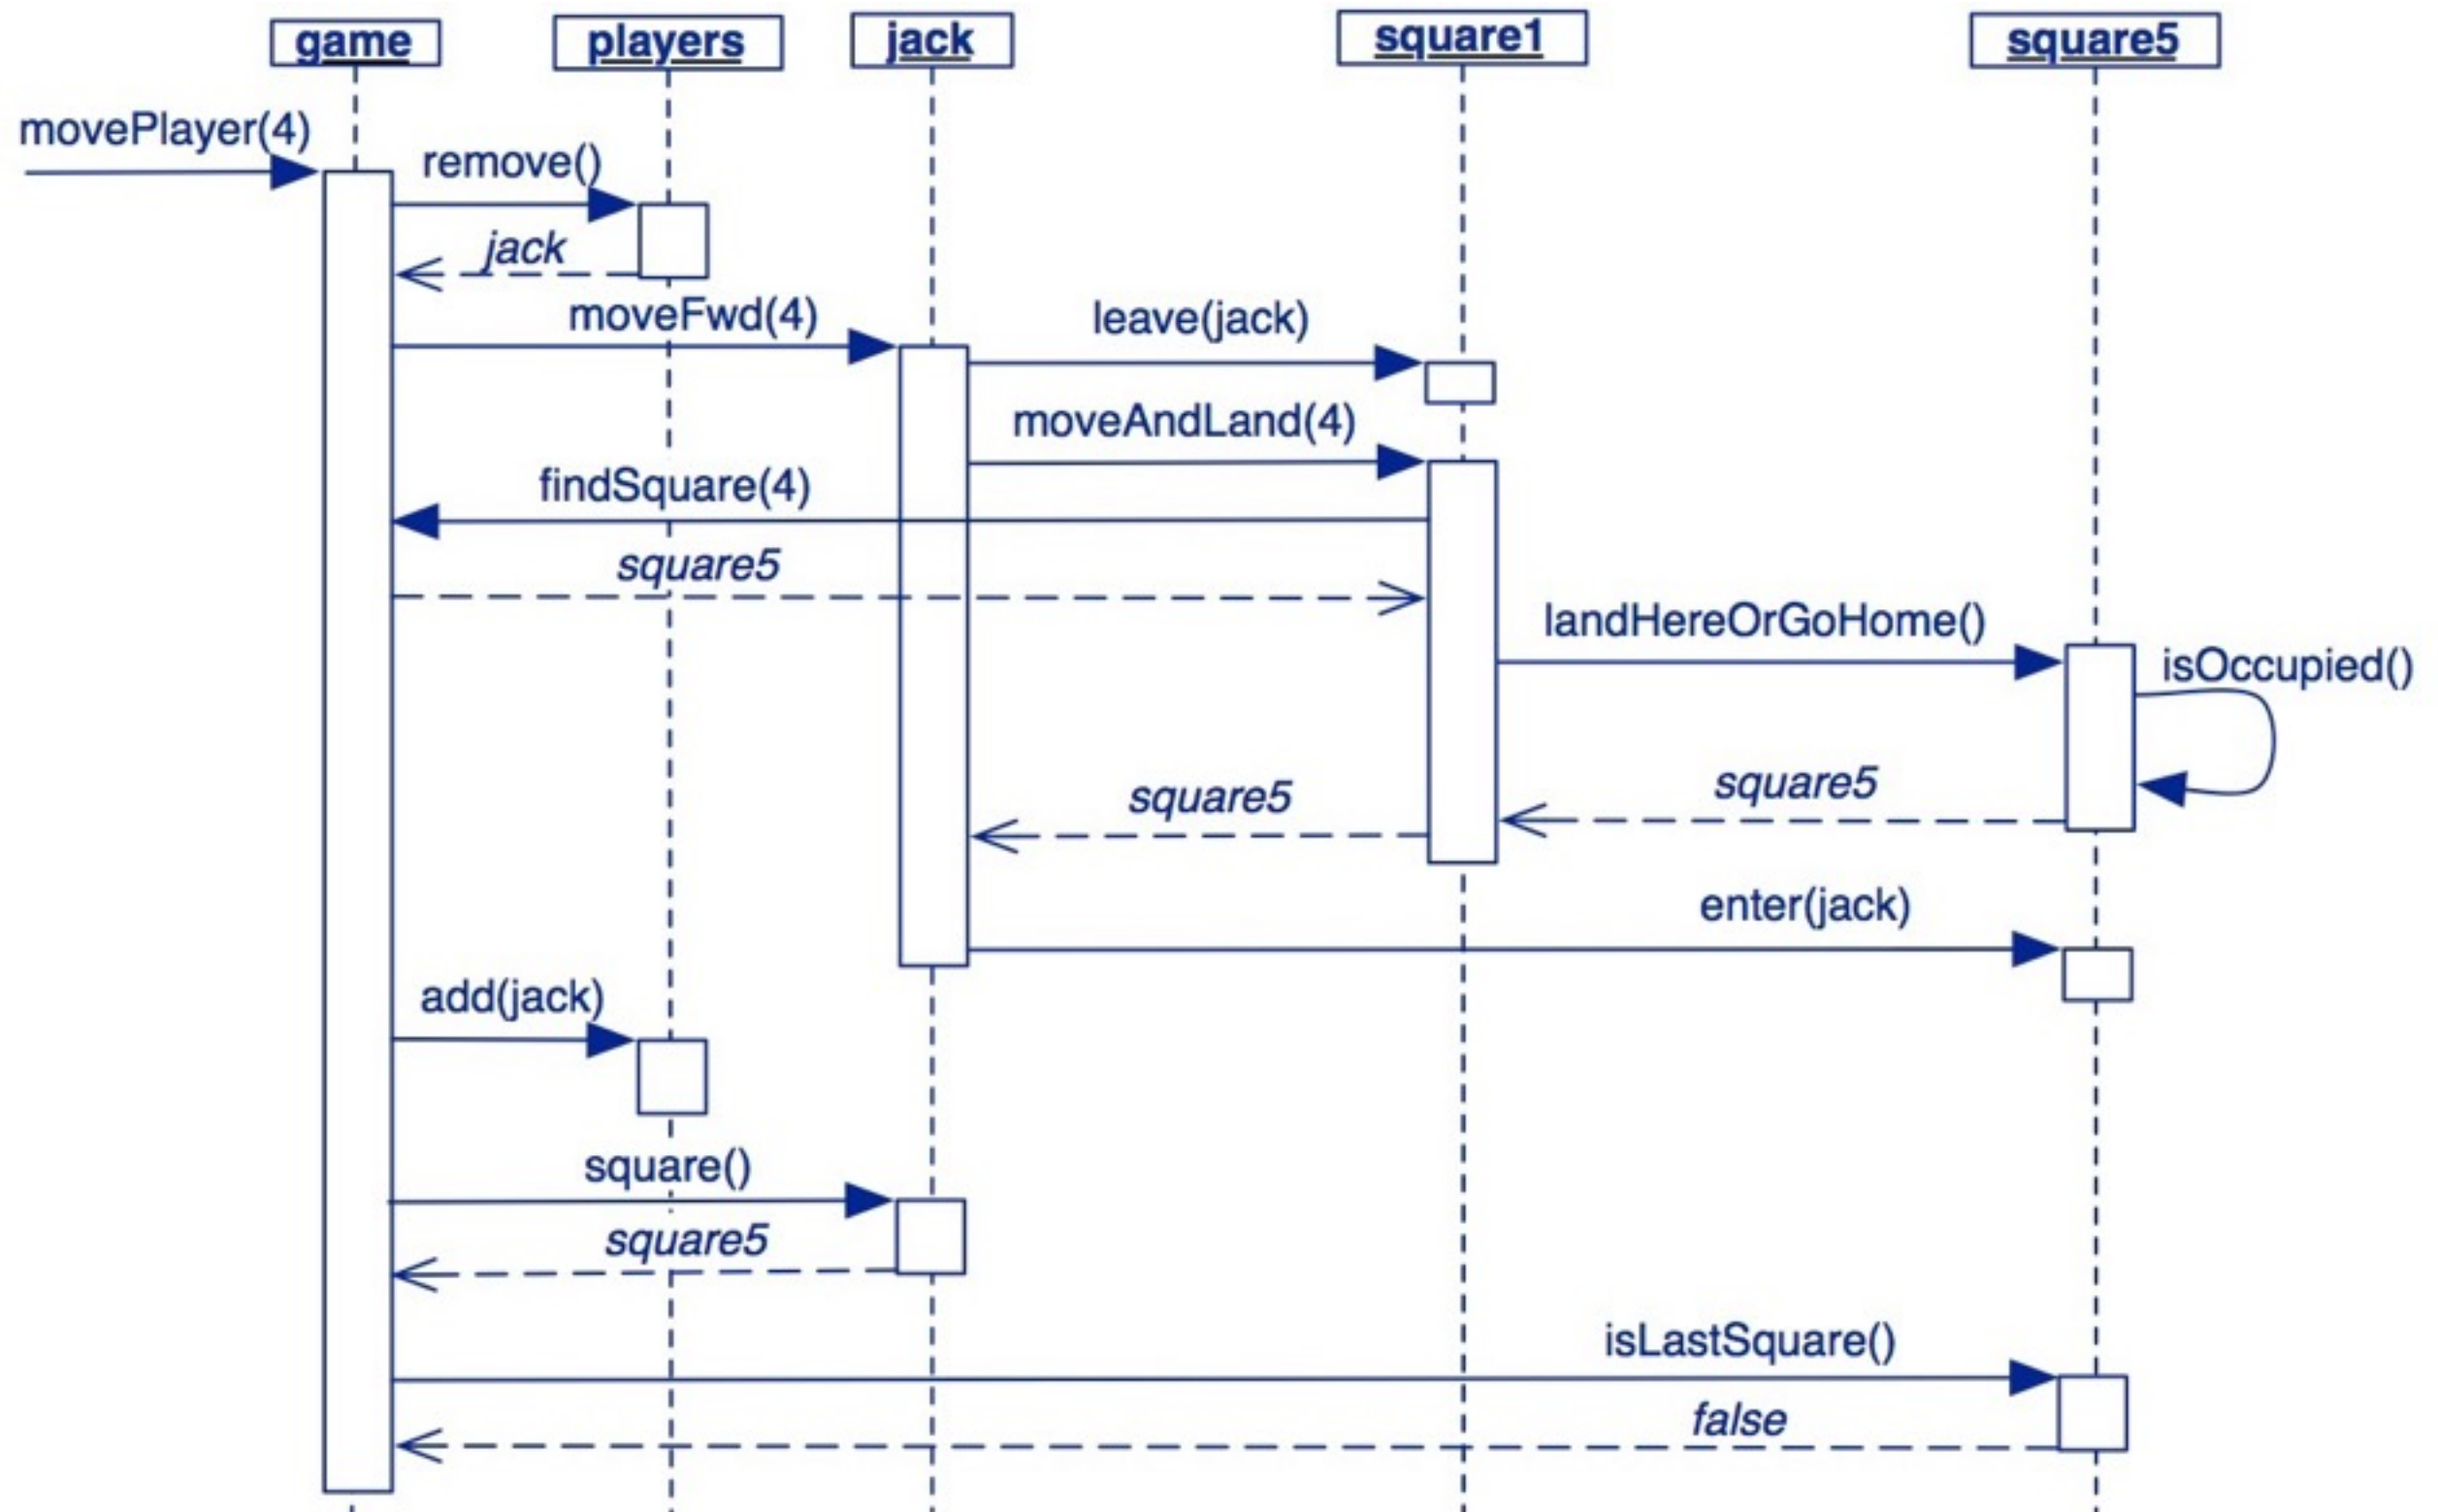 game
players
jack
square1
square5
movePlayer(4)
remove()
jack
moveFwd(4)
leave(jack)
moveAndLand(4)
findSquare(4)
square5
landHereOrGoHome()
isOccupied()
square5
square5
enter(jack)
add(jack)
square()
square5
isLastSquare()
false